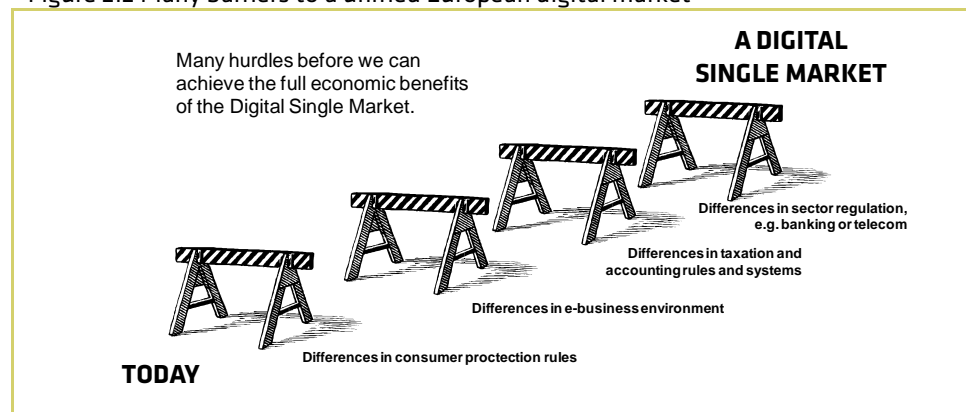 Many hurdles before we can
achieve the full economic benefits
of the Digital Single Market.
A DIGITAL
SINGLE MARKET
Differences in sector regulation,
e.g. banking or telecom
Differences in taxation and
accounting rules and systems
Differences in e-business environment
Differences in consumer proctection rules
TODAY